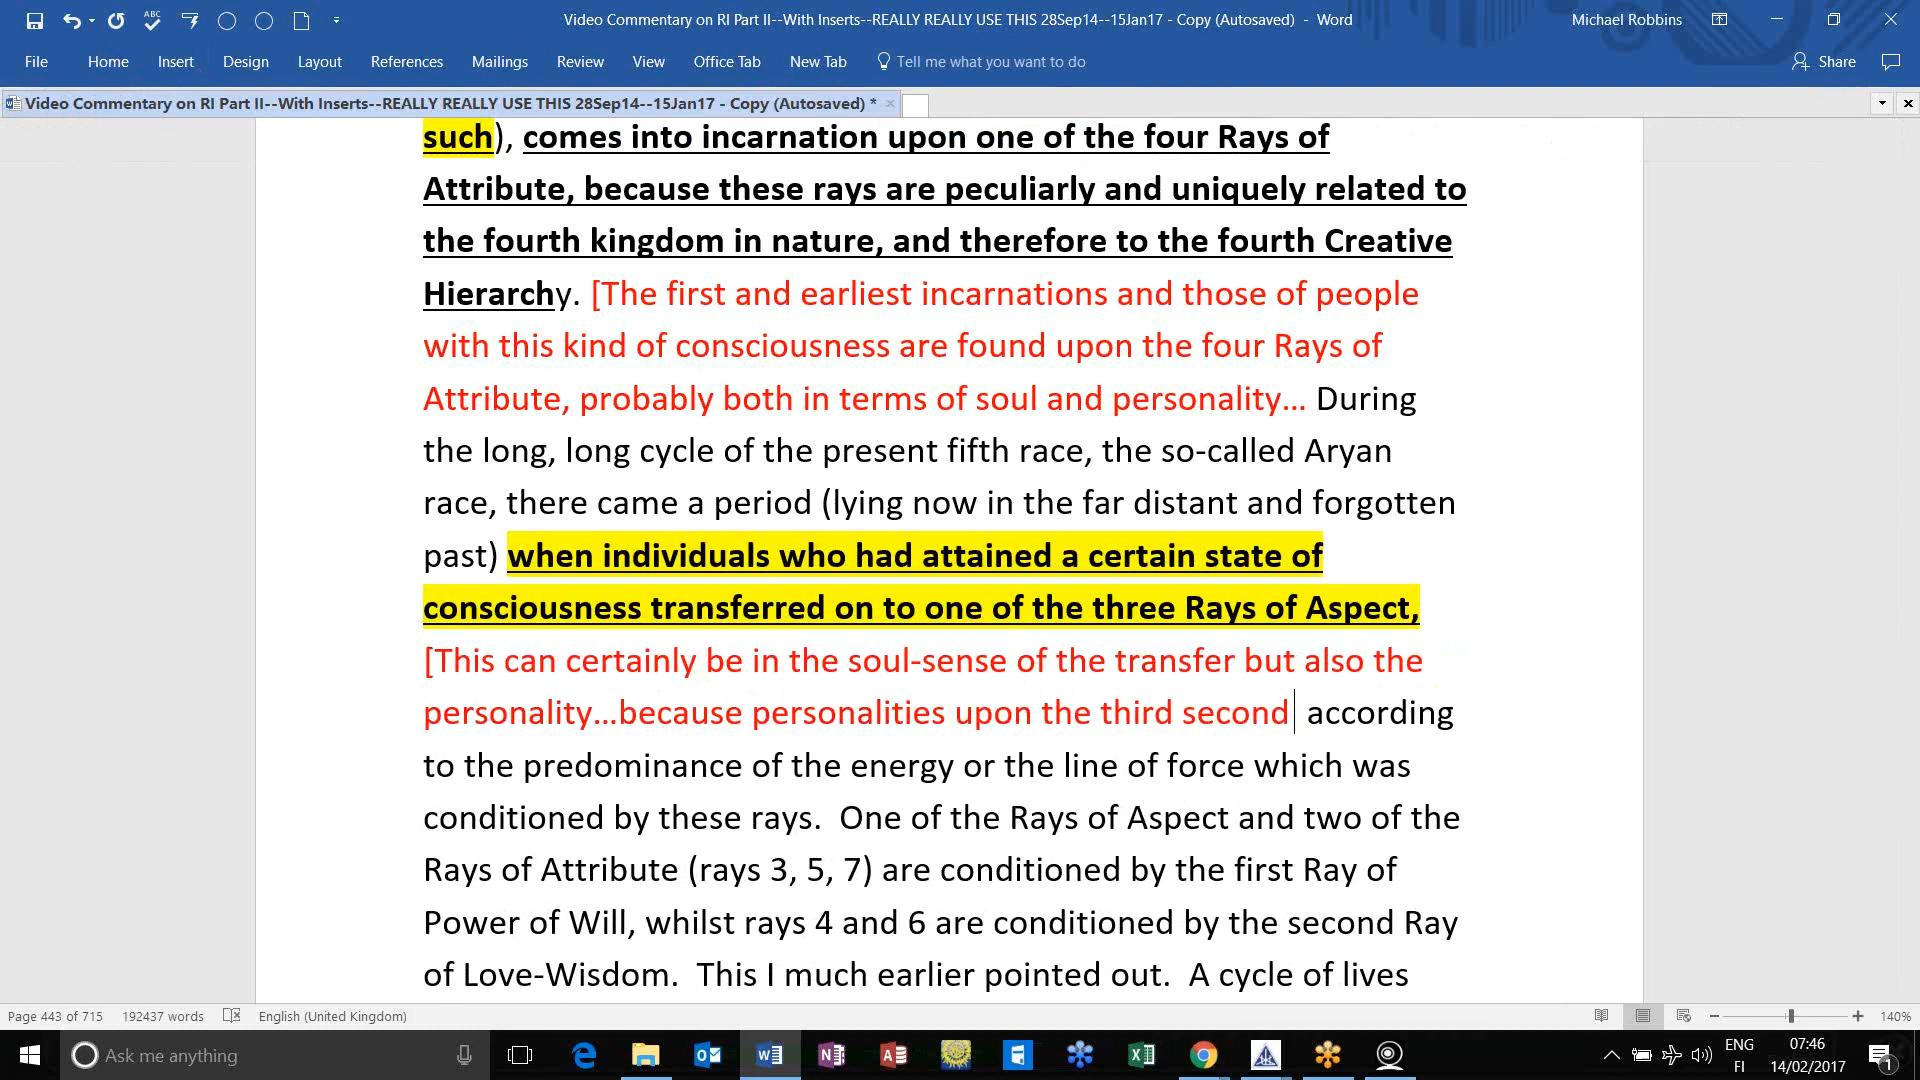 ABC
Video Commentary on RI Part II--With Inserts--REALLY REALLY USE THIS 28Sep14--15Jan17 - Copy (Autosaved) - Word
Michael Robbins
File Home Insert Design Layout References Mailings Review View Office Tab New Tab Tell me what you want to do Share
Video Commentary on RI Part II--With Inserts--REALLY REALLY USE THIS 28Sep14--15Jan17 - Copy (Autosaved) *
such), comes into incarnation upon one of the four Rays of
Attribute, because these rays are peculiarly and uniquely related to
the fourth kingdom in nature, and therefore to the fourth Creative
Hierarchy. [The first and earliest incarnations and those of people
with this kind of consciousness are found upon the four Rays of
Attribute, probably both in terms of soul and personality… During
the long, long cycle of the present fifth race, the so-called Aryan
race, there came a period (lying now in the far distant and forgotten
past) when individuals who had attained a certain state of
consciousness transferred on to one of the three Rays of Aspect,
[This can certainly be in the soul-sense of the transfer but also the
personality…because personalities upon the third second according
to the predominance of the energy or the line of force which was
conditioned by these rays.  One of the Rays of Aspect and two of the
Rays of Attribute (rays 3, 5, 7) are conditioned by the first Ray of
Power of Will, whilst rays 4 and 6 are conditioned by the second Ray
of Love-Wisdom.  This I much earlier pointed out.  A cycle of lives
Page 443 of 715 192437 words English (United Kingdom) 140%
Ask me anything
ENG
FI
07:46
14/02/2017
1